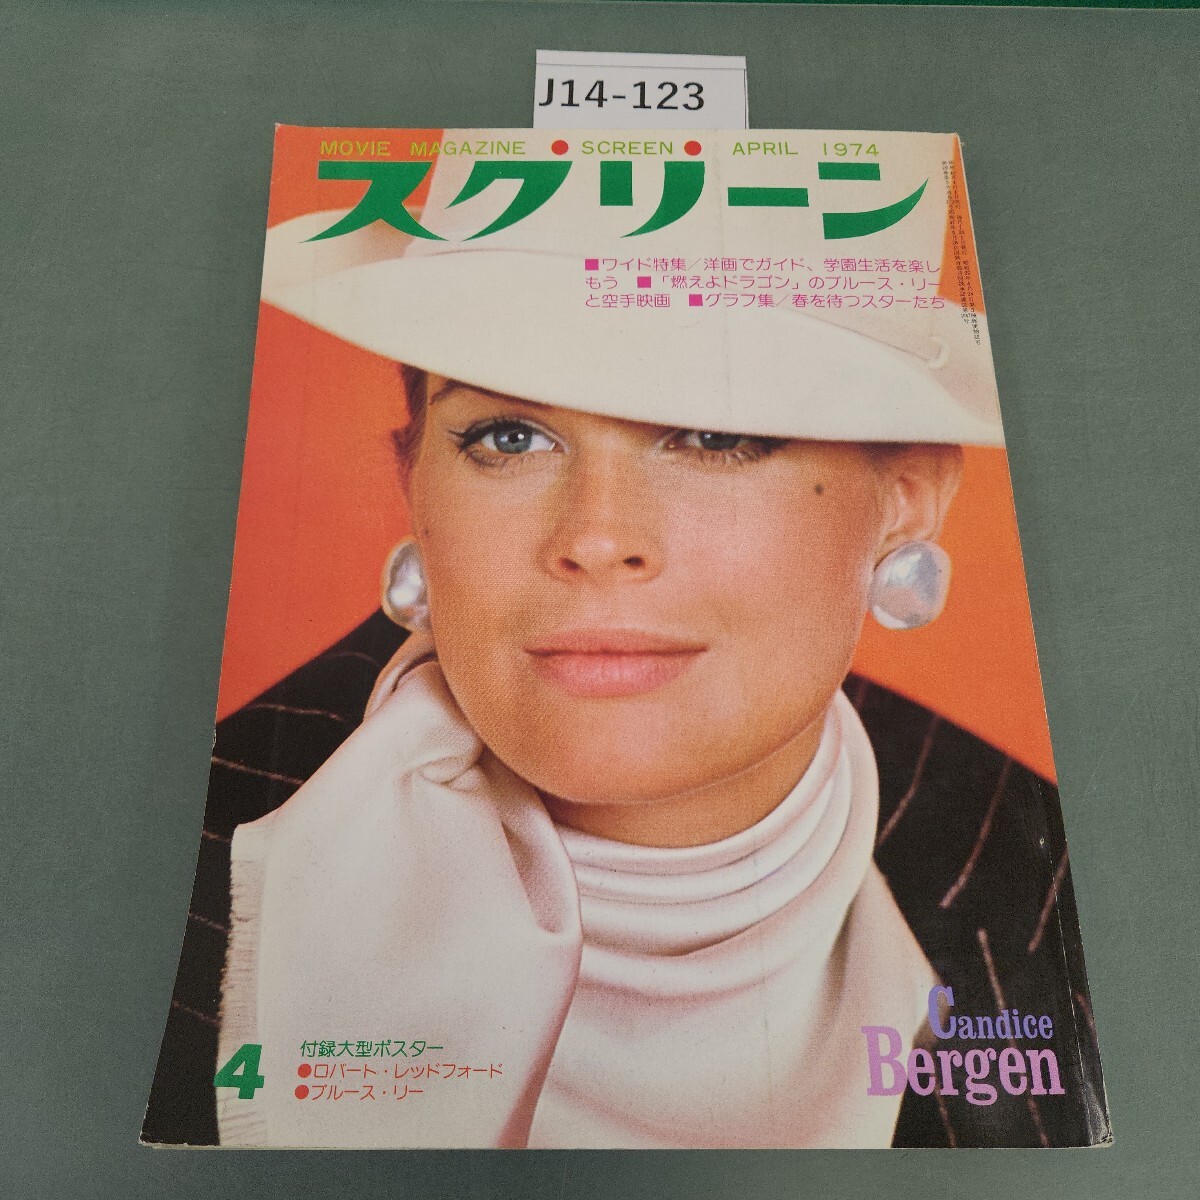 J14-123
MOVIE MAGAZINE ● SCREEN ● APRIL 1974
スクリーン
■ワイド特集/洋画でガイド、学園生活を楽し
もう ■「燃えよドラゴン」のブルース・リー
と空手映画 ■グラフ集/春を待つスターたち
Candice
Bergen
4
付録大型ポスター
●ロバート・レッドフォード
●ブルース・リー